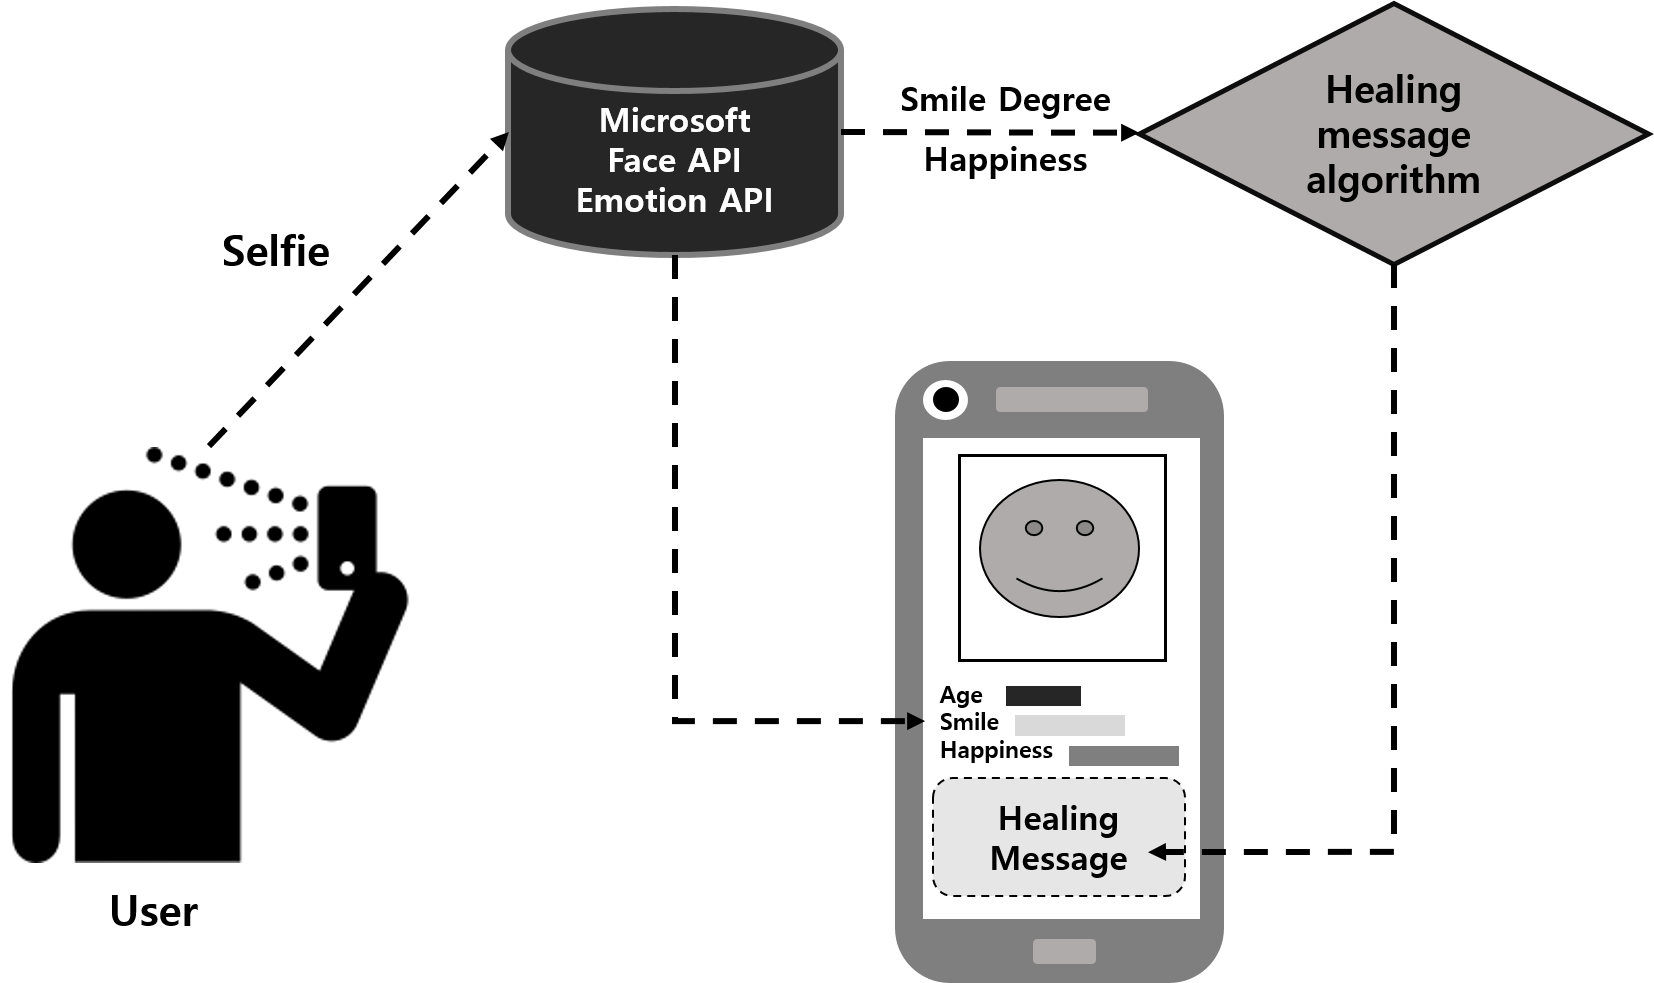 Microsoft
Face API
Emotion API
Smile Degree
Happiness
Healing
message
algorithm
Selfie
User
Age
Smile
Happiness
Healing
Message